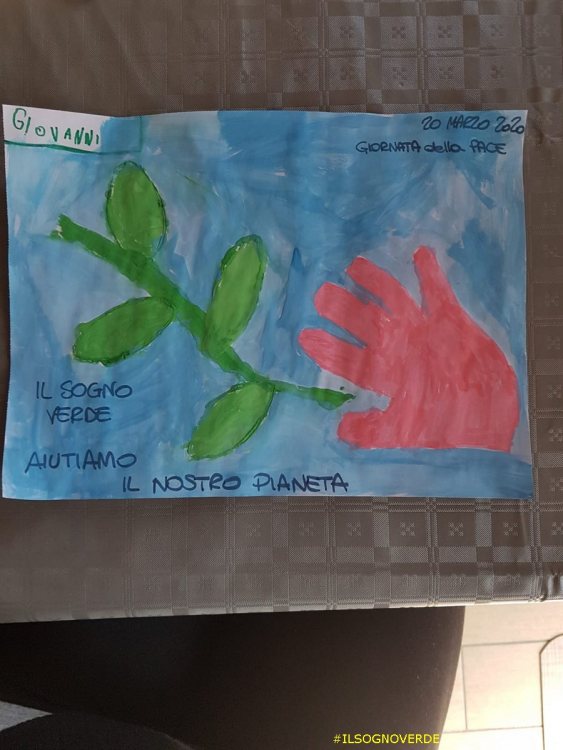 GIOVANNI
20 MARZO 2020
GIORNATA della PACE
IL SOGNO
VERDE
AIUTIAMO
IL NOSTRO PIANETA
#ILSOGNOVERDE